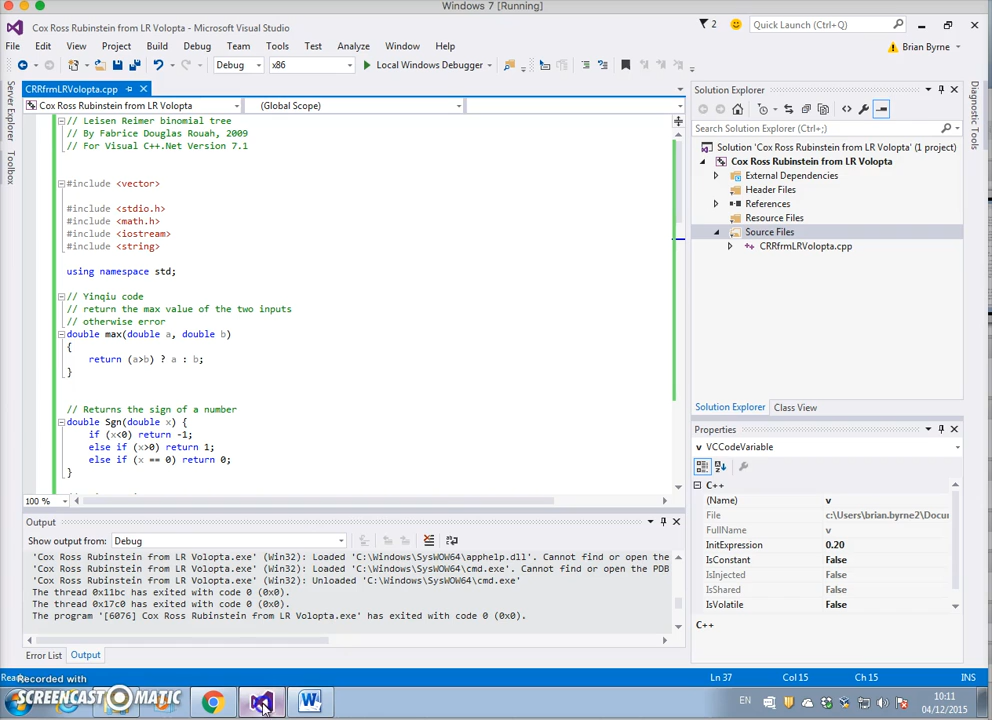 Windows 7 [Running]
Cox Ross Rubinstein from LR Volopta - Microsoft Visual Studio
2
Quick Launch (Ctrl+Q)
File Edit View Project Build Debug Team Tools Test Analyze Window Help
Brian Byrne
Debug x86 Local Windows Debugger
Server Explorer
Toolbox
CRRfrmLRVolopta.cpp
Cox Ross Rubinstein from LR Volopta (Global Scope)
// Leisen Reimer binomial tree
// By Fabrice Douglas Rouah, 2009
// For Visual C++.Net Version 7.1
#include <vector>
#include <stdio.h>
#include <math.h>
#include <iostream>
#include <string>
using namespace std;
// Yinqiu code
// return the max value of the two inputs
// otherwise error
double max(double a, double b)
{
return (a>b) ? a : b;
}
// Returns the sign of a number
double Sgn(double x) {
if (x<0) return -1;
else if (x>0) return 1;
else if (x == 0) return 0;
}
100 %
Output
Show output from: Debug
'Cox Ross Rubinstein from LR Volopta.exe' (Win32): Loaded 'C:\Windows\SysWOW64\apphelp.dll'. Cannot find or open the
'Cox Ross Rubinstein from LR Volopta.exe' (Win32): Loaded 'C:\Windows\SysWOW64\cmd.exe'. Cannot find or open the PDB
'Cox Ross Rubinstein from LR Volopta.exe' (Win32): Unloaded 'C:\Windows\SysWOW64\cmd.exe'
The thread 0x11bc has exited with code 0 (0x0).
The thread 0x17c0 has exited with code 0 (0x0).
The program '[6076] Cox Ross Rubinstein from LR Volopta.exe' has exited with code 0 (0x0).
Error List Output
Solution Explorer
Search Solution Explorer (Ctrl+;)
Solution 'Cox Ross Rubinstein from LR Volopta' (1 project)
Cox Ross Rubinstein from LR Volopta
External Dependencies
Header Files
References
Resource Files
Source Files
CRRfrmLRVolopta.cpp
Solution Explorer Class View
Properties
v VCCodeVariable
C++
(Name) v
File c:\Users\brian.byrne2\Docu
FullName v
InitExpression 0.20
IsConstant False
IsInjected False
IsShared False
IsVolatile False
C++
Diagnostic Tools
Ln 37 Col 15 Ch 15 INS
Recorded with
SCREENCAST MATIC
EN
10:11
04/12/2015